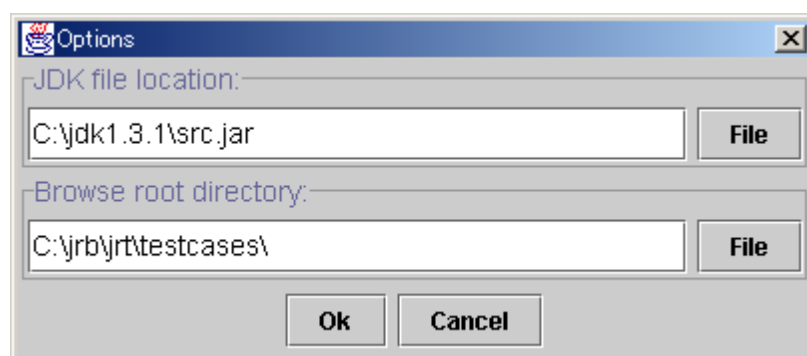 Options
JDK file location:
C:\jdk1.3.1\src.jar
File
Browse root directory:
C:\jrb\jrt\testcases\
File
Ok
Cancel